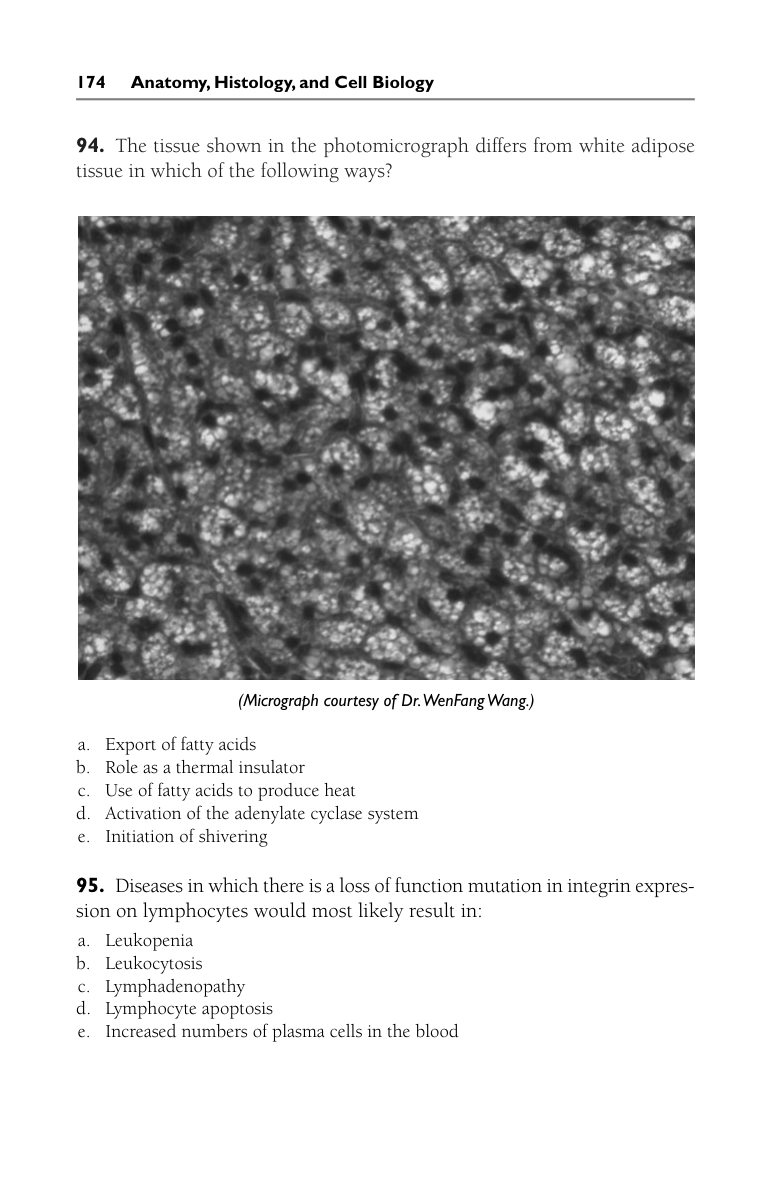 174 Anatomy, Histology, and Cell Biology
94. The tissue shown in the photomicrograph differs from white adipose
tissue in which of the following ways?
(Micrograph courtesy of Dr. WenFang Wang.)
a. Export of fatty acids
b. Role as a thermal insulator
c. Use of fatty acids to produce heat
d. Activation of the adenylate cyclase system
e. Initiation of shivering
95. Diseases in which there is a loss of function mutation in integrin expres-
sion on lymphocytes would most likely result in:
a. Leukopenia
b. Leukocytosis
c. Lymphadenopathy
d. Lymphocyte apoptosis
e. Increased numbers of plasma cells in the blood